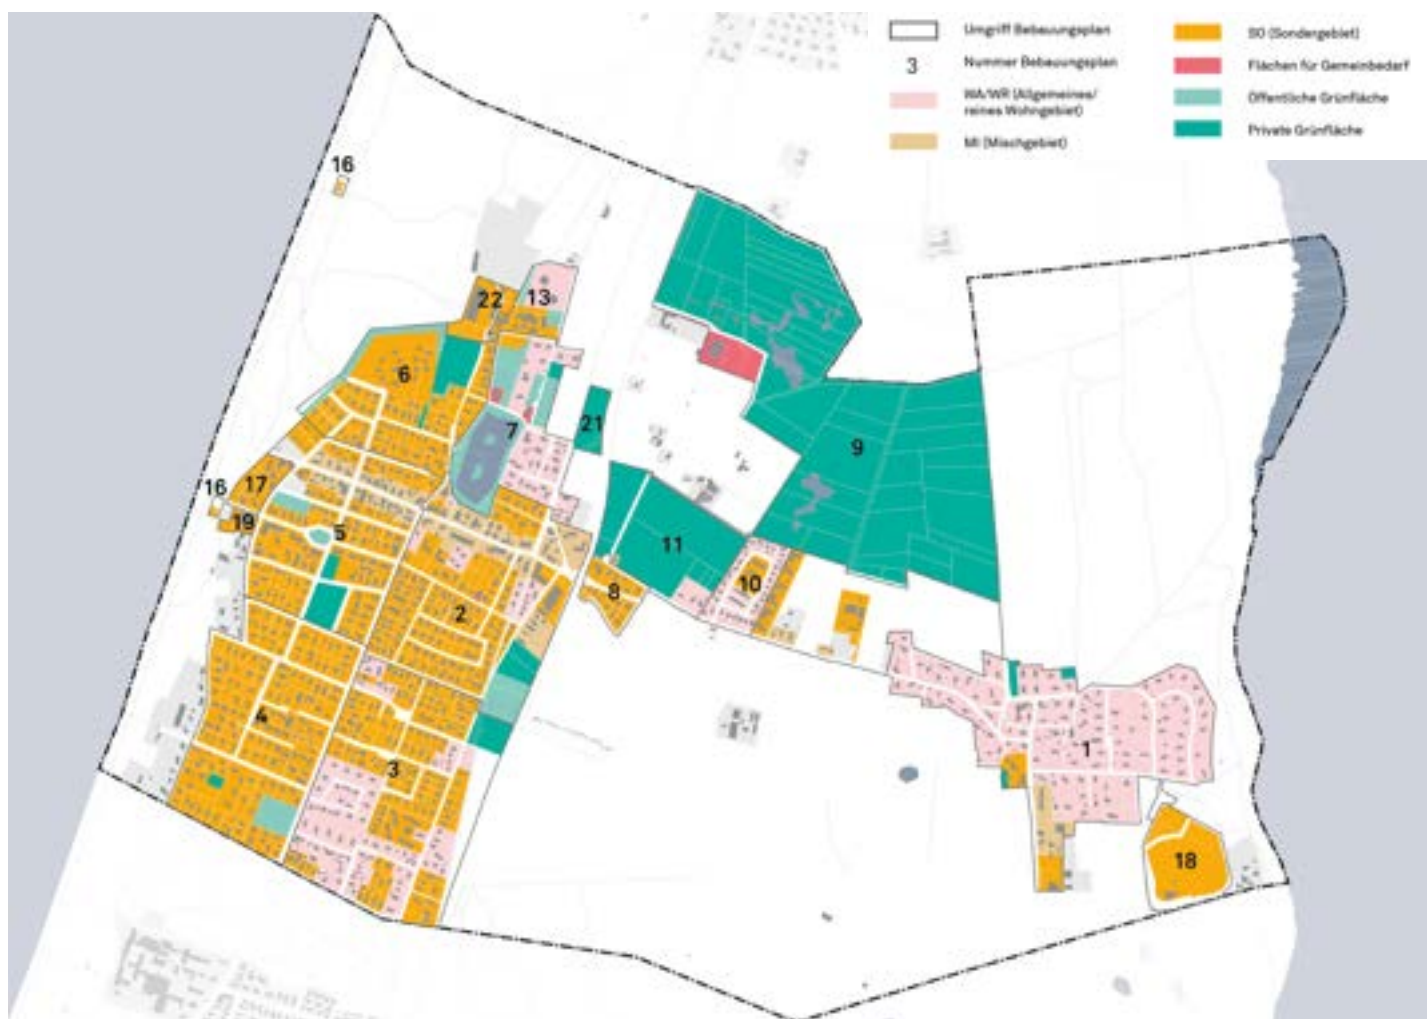 Umgriff Bebauungsplan
3
Nummer Bebauungsplan
WA/WR (Allgemeines/
reines Wohngebiet)
MI (Mischgebiet)
SO (Sondergebiet)
Flächen für Gemeinbedarf
Öffentliche Grünfläche
Private Grünfläche
16
22
13
6
7
21
9
17
16
19
5
11
10
8
2
4
3
1
18